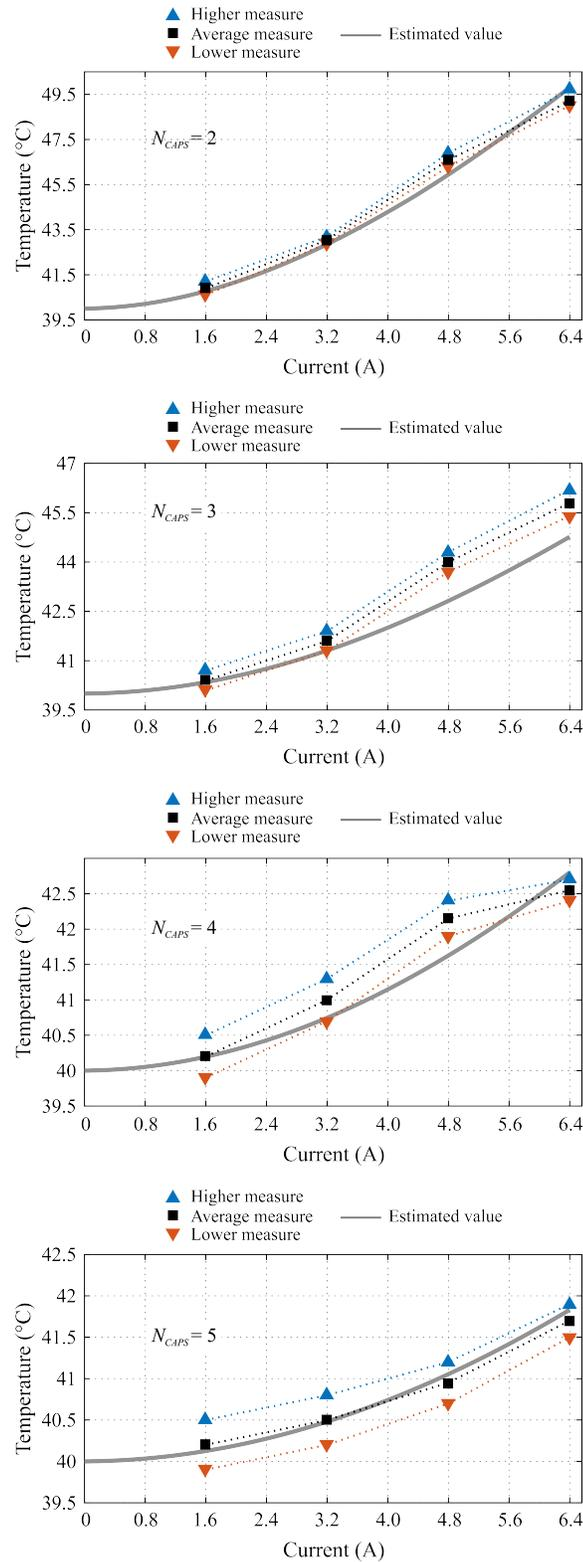 Higher measure
Average measure Estimated value
Lower measure
49.5
47.5
45.5
43.5
41.5
39.5
Temperature (°C)
N_CAPS = 2
0 0.8 1.6 2.4 3.2 4.0 4.8 5.6 6.4
Current (A)
Higher measure
Average measure Estimated value
Lower measure
47
45.5
44
42.5
41
39.5
Temperature (°C)
N_CAPS = 3
0 0.8 1.6 2.4 3.2 4.0 4.8 5.6 6.4
Current (A)
Higher measure
Average measure Estimated value
Lower measure
42.5
42
41.5
41
40.5
40
39.5
Temperature (°C)
N_CAPS = 4
0 0.8 1.6 2.4 3.2 4.0 4.8 5.6 6.4
Current (A)
Higher measure
Average measure Estimated value
Lower measure
42.5
42
41.5
41
40.5
40
39.5
Temperature (°C)
N_CAPS = 5
0 0.8 1.6 2.4 3.2 4.0 4.8 5.6 6.4
Current (A)